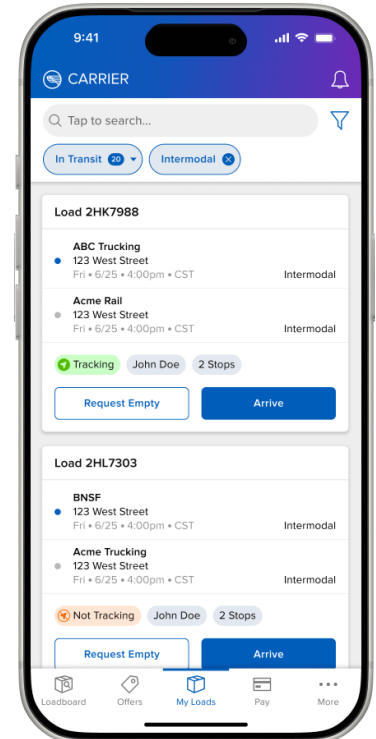 9:41
CARRIER
Tap to search...
In Transit 20
Intermodal
Load 2HK7988
ABC Trucking
123 West Street
Fri • 6/25 • 4:00pm • CST Intermodal
Acme Rail
123 West Street
Fri • 6/25 • 4:00pm • CST Intermodal
Tracking John Doe 2 Stops
Request Empty Arrive
Load 2HL7303
BNSF
123 West Street
Fri • 6/25 • 4:00pm • CST Intermodal
Acme Trucking
123 West Street
Fri • 6/25 • 4:00pm • CST Intermodal
Not Tracking John Doe 2 Stops
Request Empty Arrive
Loadboard Offers My Loads Pay More